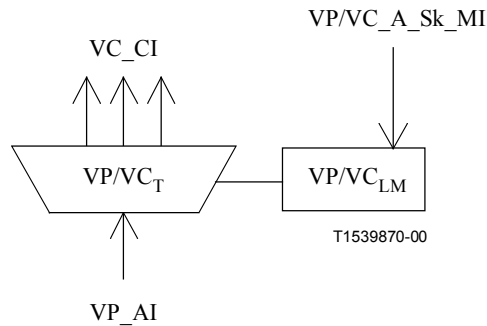 VP/VC_A_Sk_MI
VC_CI
VP/VC_T
VP/VC_LM
T1539870-00
VP_AI